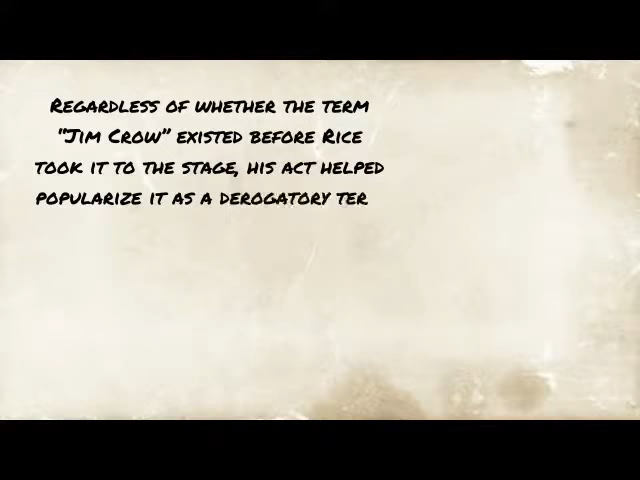 Regardless of whether the term
"Jim Crow" existed before Rice
took it to the stage, his act helped
popularize it as a derogatory ter